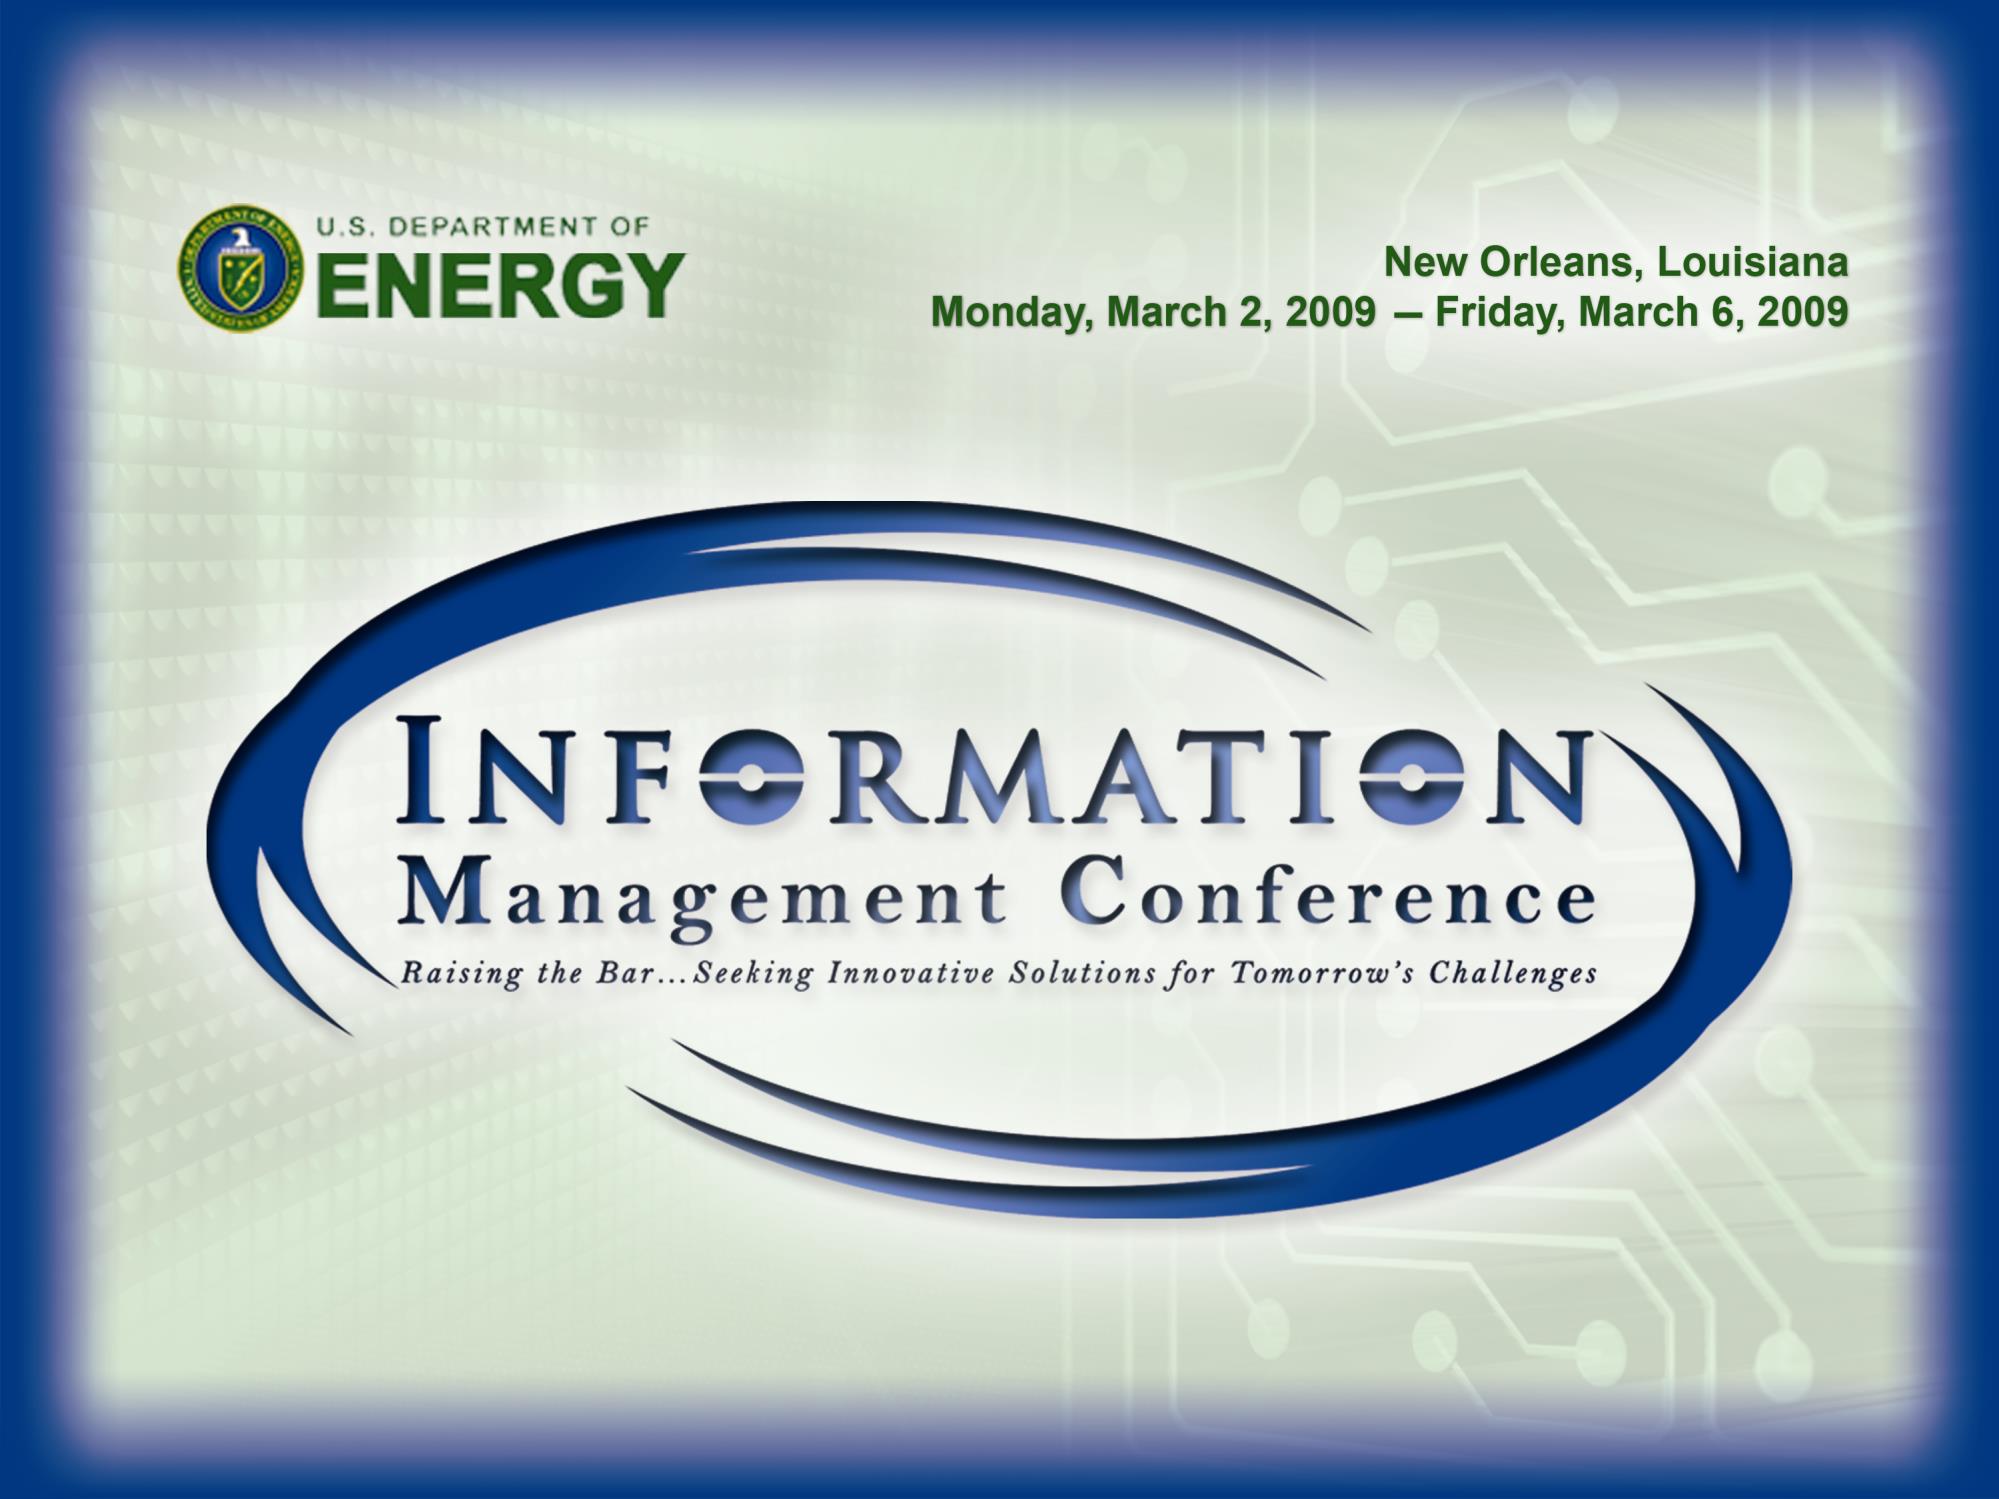 U.S. DEPARTMENT OF
ENERGY
New Orleans, Louisiana
Monday, March 2, 2009 – Friday, March 6, 2009
INFORMATION
Management Conference
Raising the Bar...Seeking Innovative Solutions for Tomorrow's Challenges